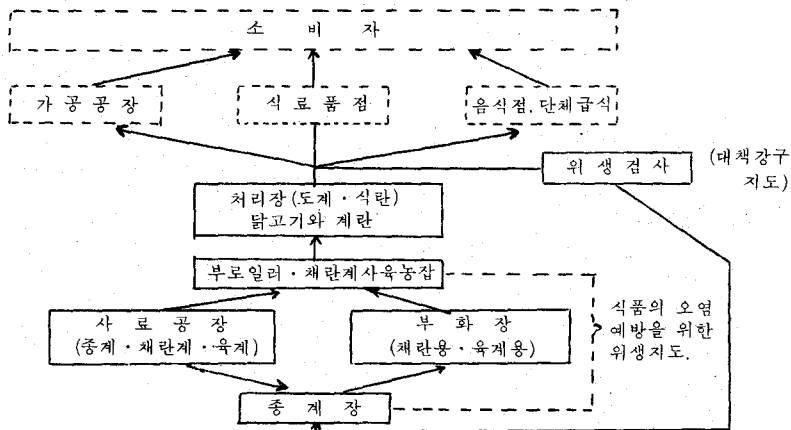 소 비 자
가 공 공 장
식 료 품 점
음식점, 단체급식
위 생 검 사
(대책강구
지도)
처리장(도계·식란)
닭고기와 계란
부로일러·채란계사육농잡
사 료 공 장
(종계·채란계·육계)
부 화 장
(채란용·육계용)
식품의 오염
예방을 위한
위생지도.
종 계 장